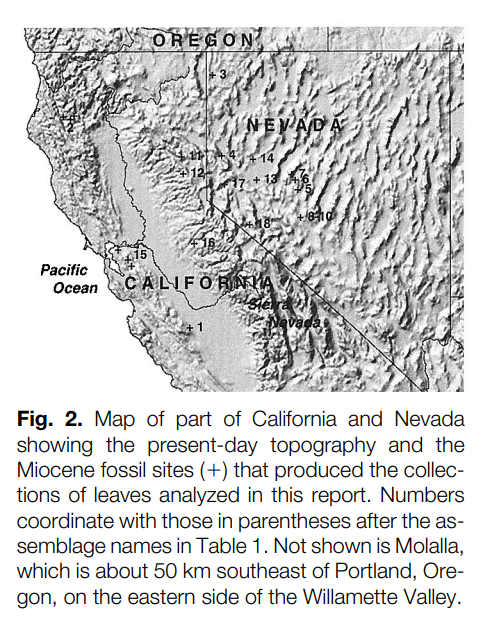 OREGON
+ 3
NEVADA
2
+ 11
+ 4
+ 14
+ 12
+ 17
+ 13
7
+ 6
+ 5
+ 8-10
+ 18
+ 16
15
Pacific
Ocean
CALIFORNIA
Sierra
Nevada
+ 1
Fig. 2. Map of part of California and Nevada
showing the present-day topography and the
Miocene fossil sites (+) that produced the collec-
tions of leaves analyzed in this report. Numbers
coordinate with those in parentheses after the as-
semblage names in Table 1. Not shown is Molalla,
which is about 50 km southeast of Portland, Ore-
gon, on the eastern side of the Willamette Valley.